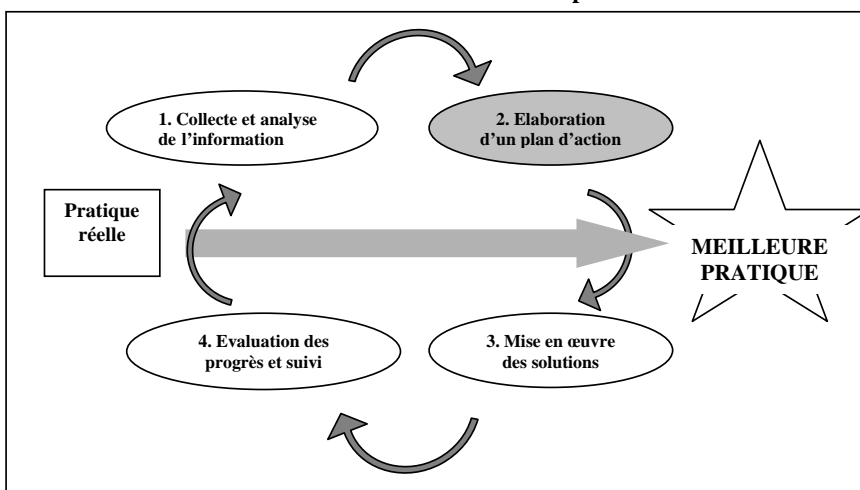 1. Collecte et analyse
de l’information
2. Elaboration
d’un plan d’action
Pratique
réelle
MEILLEURE
PRATIQUE
4. Evaluation des
progrès et suivi
3. Mise en œuvre
des solutions